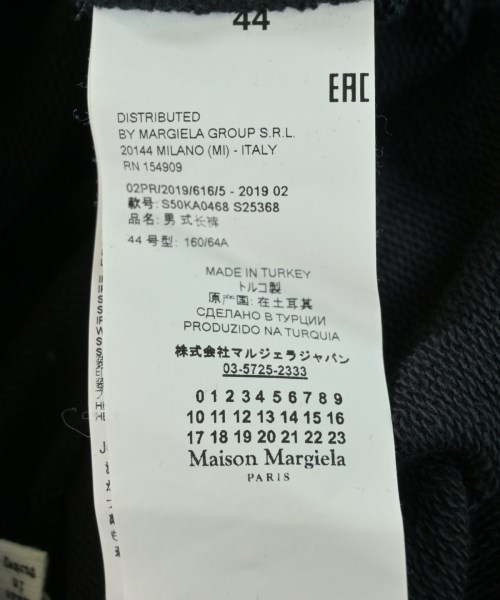 44
EAC
DISTRIBUTED
BY MARGIELA GROUP S.R.L.
20144 MILANO (MI) - ITALY
RN 154909
02PR/2019/616/5 - 2019 02
款号: S50KA0468 S25368
品名: 男 式长裤
44 号型: 160/64A
MADE IN TURKEY
トルコ製
原产国: 在土耳其
СДЕЛАНО В ТУРЦИИ
PRODUZIDO NA TURQUIA
株式会社マルジェラジャパン
03-5725-2333
0 1 2 3 4 5 6 7 8 9
10 11 12 13 14 15 16
17 18 19 20 21 22 23
Maison Margiela
PARIS